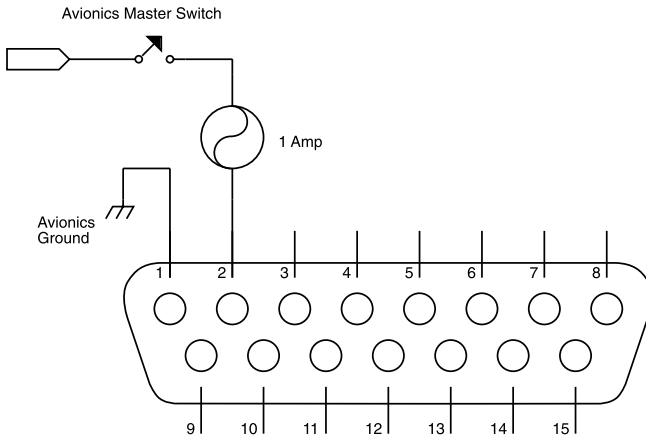 Avionics Master Switch
1 Amp
Avionics
Ground
1 2 3 4 5 6 7 8
9 10 11 12 13 14 15